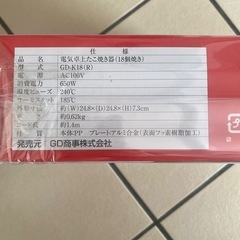 仕 様
品名 電気卓上たこ焼き器(18個焼き)
型式 GD-K18(R)
電源 AC100V
消費電力 650W
温度ヒューズ 240℃
サーモスタット 185℃
外形寸法 約(W)24.8×(D)24.8×(H)7.3cm
重量 約0.62kg
コード長 約1.4m
材質 本体:PP プレート:アルミ合金(表面フッ素樹脂加工)
発売元:GD商事株式会社